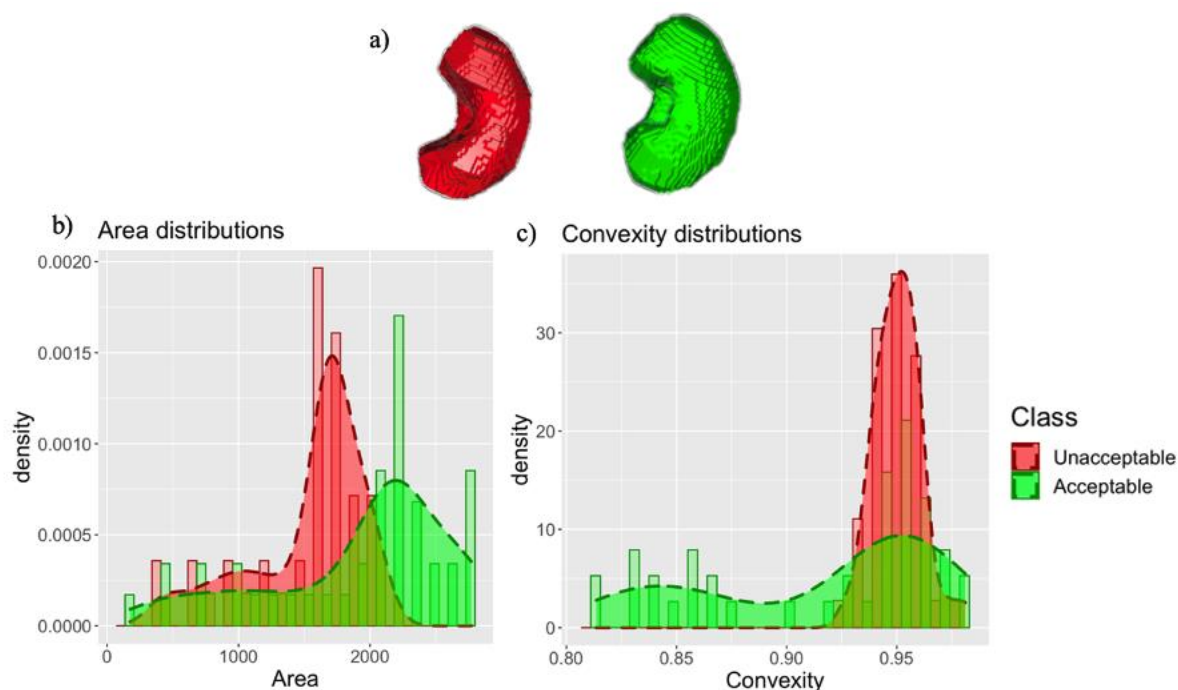 a)
b) Area distributions
0.0020
0.0015
0.0010
0.0005
0.0000
density
0 1000 2000
Area
c) Convexity distributions
30
20
10
0
density
0.80 0.85 0.90 0.95
Convexity
Class
Unacceptable
Acceptable